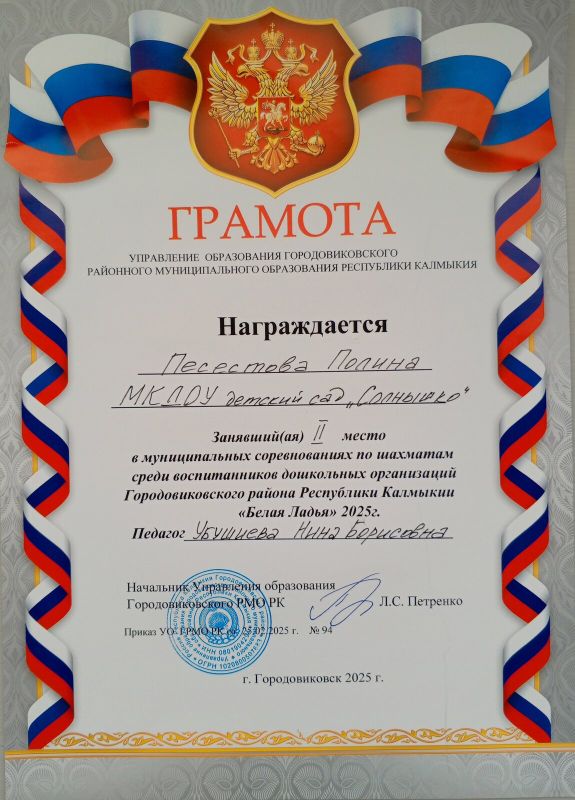 ГРАМОТА
УПРАВЛЕНИЕ ОБРАЗОВАНИЯ ГОРОДОВИКОВСКОГО
РАЙОННОГО МУНИЦИПАЛЬНОГО ОБРАЗОВАНИЯ РЕСПУБЛИКИ КАЛМЫКИЯ
Награждается
Песестова Полина
МКДОУ детский сад „Солнышко"
Занявший(ая) II место
в муниципальных соревнованиях по шахматам
среди воспитанников дошкольных организаций
Городовиковского района Республики Калмыкии
«Белая Ладья» 2025г.
Педагог Убушиева Нина Борисовна
Начальник Управления образования
Городовиковского РМО РК Л.С. Петренко
Приказ УО ГРМО РК 2025 г. № 94
г. Городовиковск 2025 г.